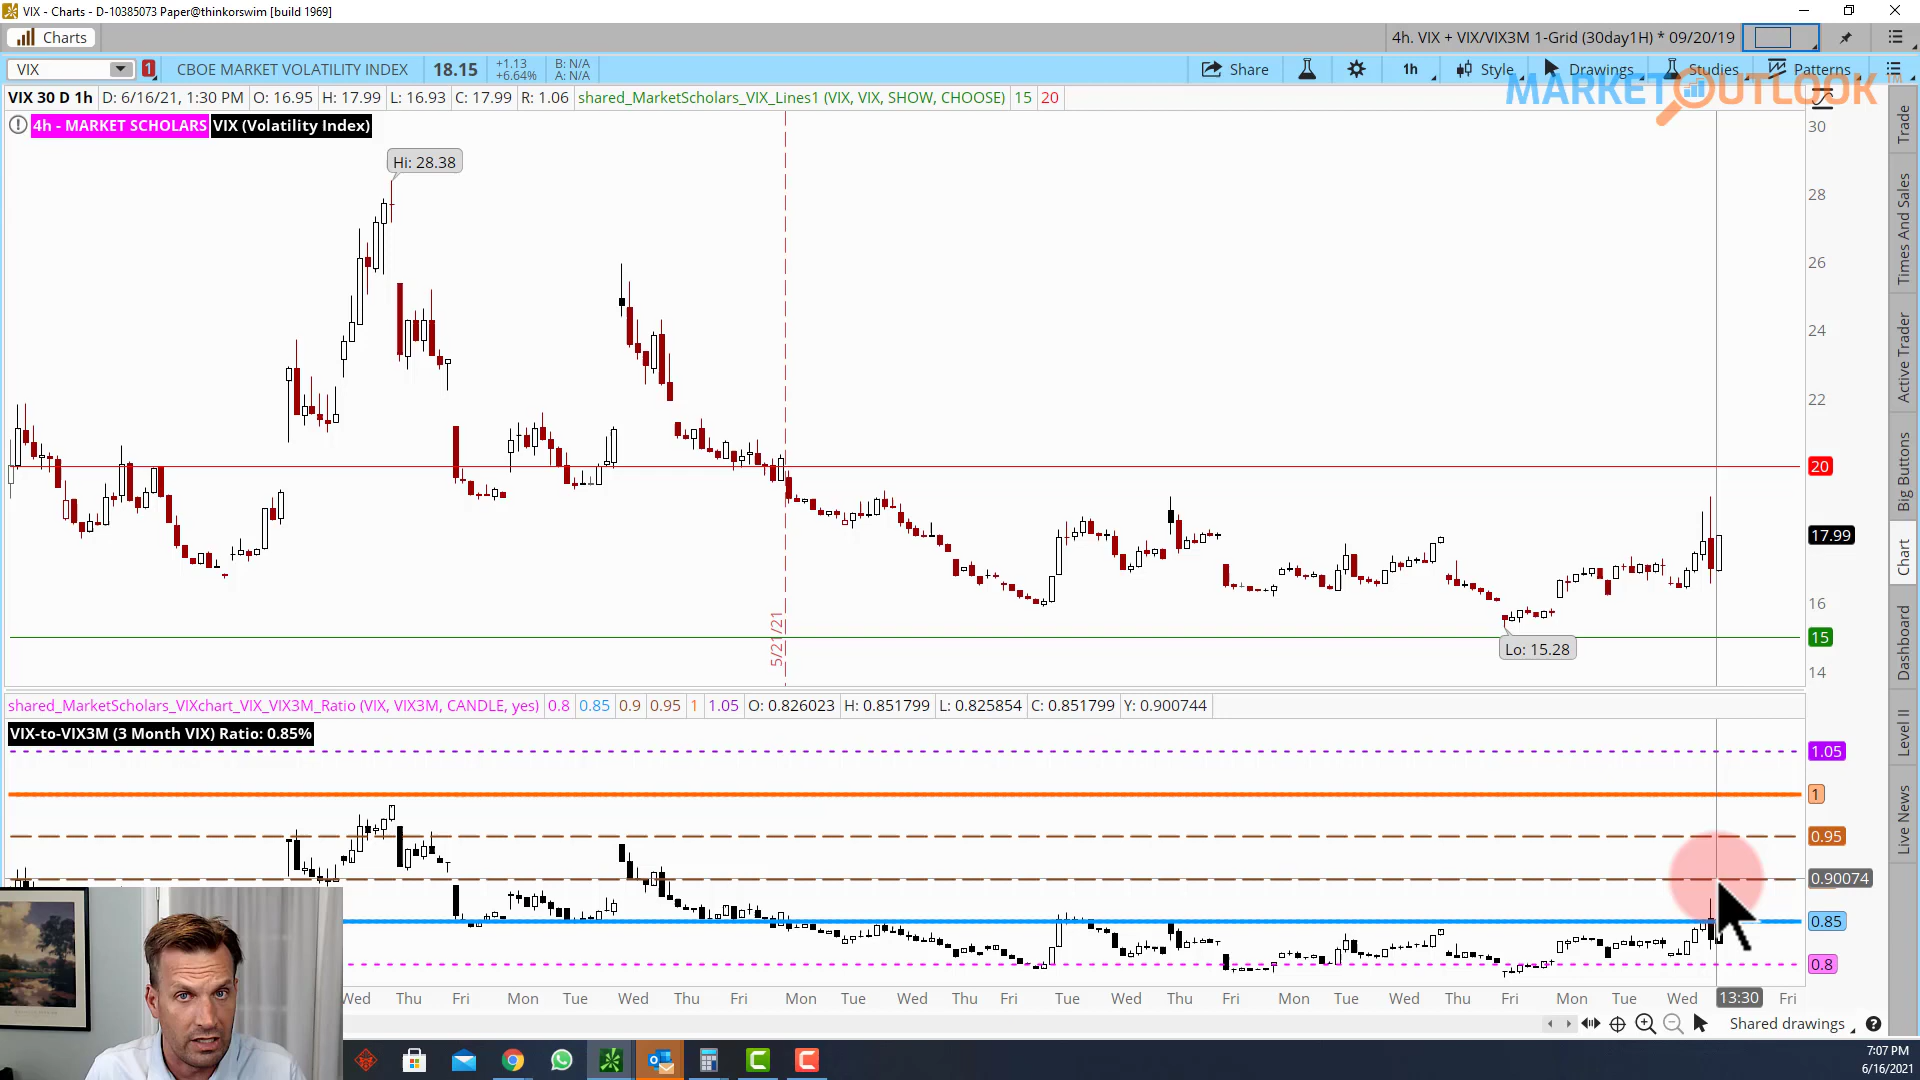 VIX - Charts - D-10385073 Paper@thinkorswim [build 1969]
Charts
4h. VIX + VIX/VIX3M 1-Grid (30day1H) * 09/20/19
VIX
1
CBOE MARKET VOLATILITY INDEX
18.15
+1.13
+6.64%
B: N/A
A: N/A
Share
1h
Style
Drawings
Studies
Patterns
MARKET OUTLOOK
VIX 30 D 1h
D: 6/16/21, 1:30 PM
O: 16.95
H: 17.99
L: 16.93
C: 17.99
R: 1.06
shared_MarketScholars_VIX_Lines1 (VIX, VIX, SHOW, CHOOSE)
15
20
4h - MARKET SCHOLARS
VIX (Volatility Index)
Hi: 28.38
Lo: 15.28
5/21/21
30
28
26
24
22
20
17.99
16
15
14
shared_MarketScholars_VIXchart_VIX_VIX3M_Ratio (VIX, VIX3M, CANDLE, yes)
0.8
0.85
0.9
0.95
1
1.05
O: 0.826023
H: 0.851799
L: 0.825854
C: 0.851799
Y: 0.900744
VIX-to-VIX3M (3 Month VIX) Ratio: 0.85%
1.05
1
0.95
0.90074
0.85
0.8
Wed
Thu
Fri
Mon
Tue
Wed
Thu
Fri
Mon
Tue
Wed
Thu
Fri
Tue
Wed
Thu
Fri
Mon
Tue
Wed
Thu
Fri
Mon
Tue
Wed
13:30
Fri
Shared drawings
Trade
Times And Sales
Active Trader
Big Buttons
Chart
Dashboard
Level II
Live News
7:07 PM
6/16/2021